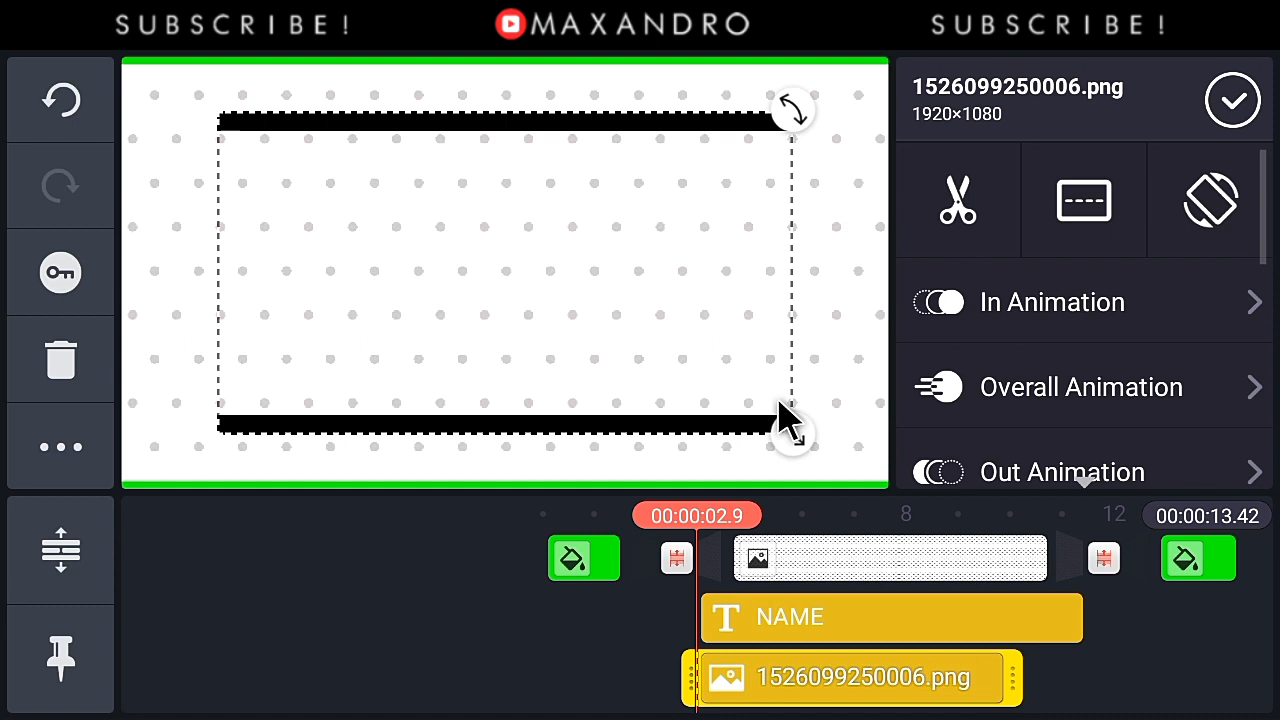 SUBSCRIBE! MAXANDRO SUBSCRIBE!
1526099250006.png
1920×1080
In Animation
Overall Animation
Out Animation
00:00:02.9 8 12 00:00:13.42
NAME
1526099250006.png